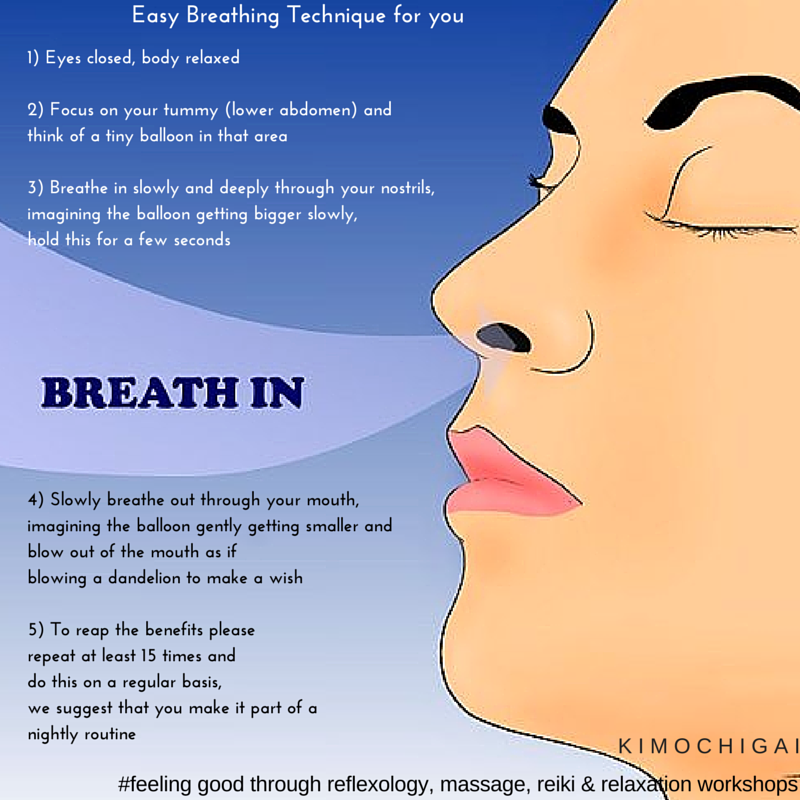 Easy Breathing Technique for you
1) Eyes closed, body relaxed
2) Focus on your tummy (lower abdomen) and
think of a tiny balloon in that area
3) Breathe in slowly and deeply through your nostrils,
imagining the balloon getting bigger slowly,
hold this for a few seconds
BREATH IN
4) Slowly breathe out through your mouth,
imagining the balloon gently getting smaller and
blow out of the mouth as if
blowing a dandelion to make a wish
5) To reap the benefits please
repeat at least 15 times and
do this on a regular basis,
we suggest that you make it part of a
nightly routine
KIMOCHIGAI
#feeling good through reflexology, massage, reiki & relaxation workshops